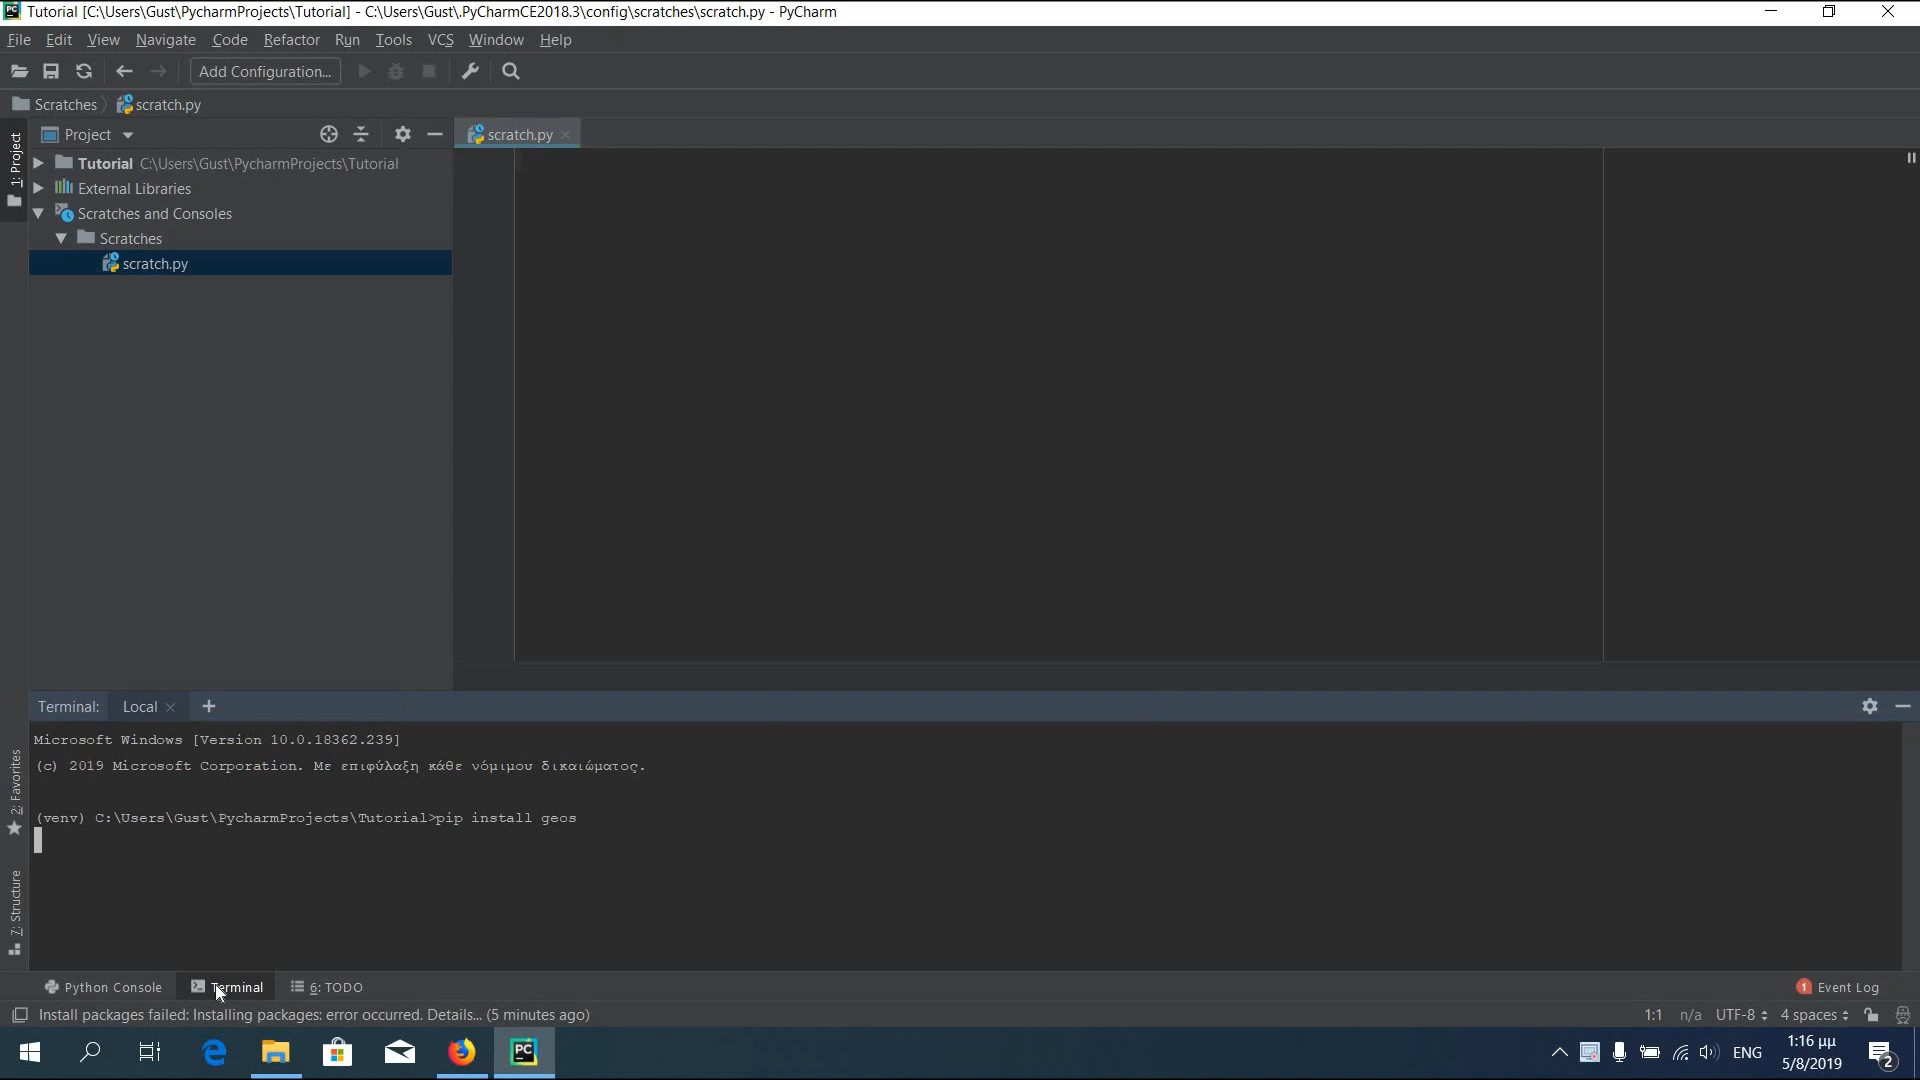 Tutorial [C:\Users\Gust\PycharmProjects\Tutorial] - C:\Users\Gust\.PyCharmCE2018.3\config\scratches\scratch.py - PyCharm
File Edit View Navigate Code Refactor Run Tools VCS Window Help
Add Configuration...
Scratches scratch.py
1: Project
Project
scratch.py
Tutorial C:\Users\Gust\PycharmProjects\Tutorial
External Libraries
Scratches and Consoles
Scratches
scratch.py
Terminal: Local +
Microsoft Windows [Version 10.0.18362.239]
(c) 2019 Microsoft Corporation. Με επιφύλαξη κάθε νόμιμου δικαιώματος.
(venv) C:\Users\Gust\PycharmProjects\Tutorial>pip install geos
2: Favorites
7: Structure
Python Console Terminal 6: TODO 1 Event Log
Install packages failed: Installing packages: error occurred. Details... (5 minutes ago) 1:1 n/a UTF-8 4 spaces
PC ENG 1:16 μμ
5/8/2019 2